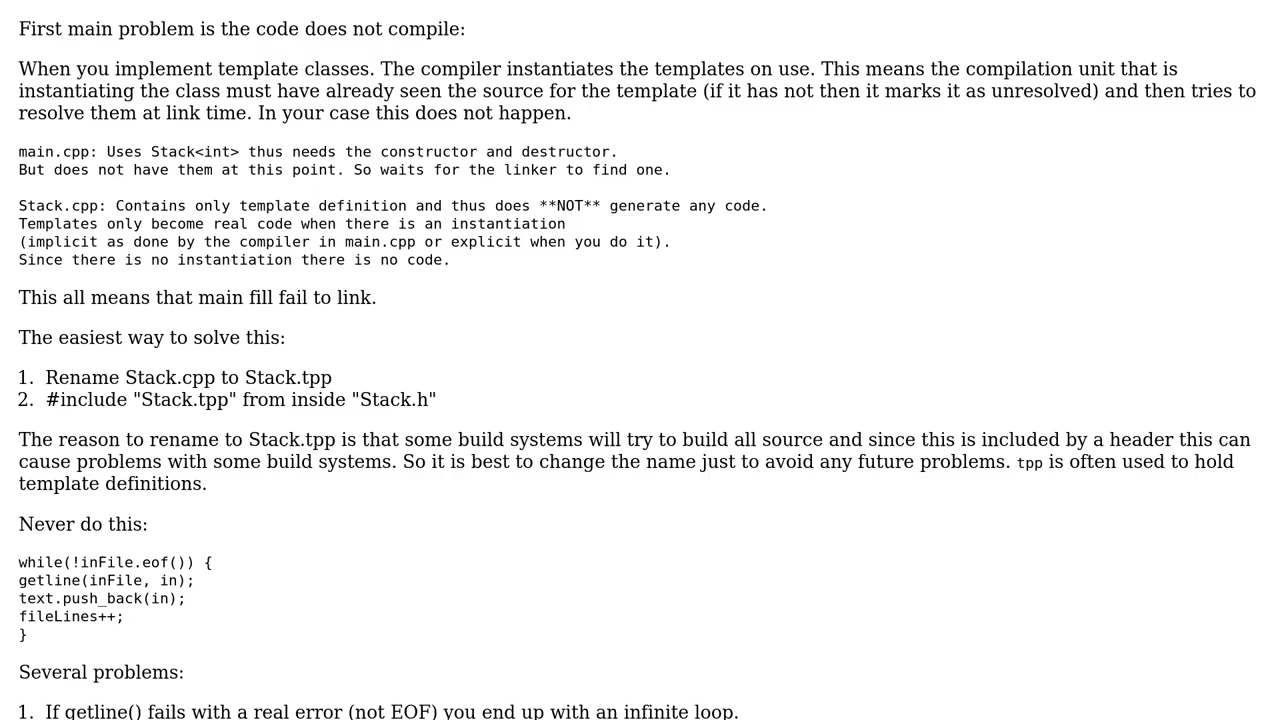 First main problem is the code does not compile:
When you implement template classes. The compiler instantiates the templates on use. This means the compilation unit that is
instantiating the class must have already seen the source for the template (if it has not then it marks it as unresolved) and then tries to
resolve them at link time. In your case this does not happen.
main.cpp: Uses Stack<int> thus needs the constructor and destructor.
But does not have them at this point. So waits for the linker to find one.
Stack.cpp: Contains only template definition and thus does **NOT** generate any code.
Templates only become real code when there is an instantiation
(implicit as done by the compiler in main.cpp or explicit when you do it).
Since there is no instantiation there is no code.
This all means that main fill fail to link.
The easiest way to solve this:
1. Rename Stack.cpp to Stack.tpp
2. #include "Stack.tpp" from inside "Stack.h"
The reason to rename to Stack.tpp is that some build systems will try to build all source and since this is included by a header this can
cause problems with some build systems. So it is best to change the name just to avoid any future problems. tpp is often used to hold
template definitions.
Never do this:
while(!inFile.eof()) {
getline(inFile, in);
text.push_back(in);
fileLines++;
}
Several problems:
1. If getline() fails with a real error (not EOF) you end up with an infinite loop.